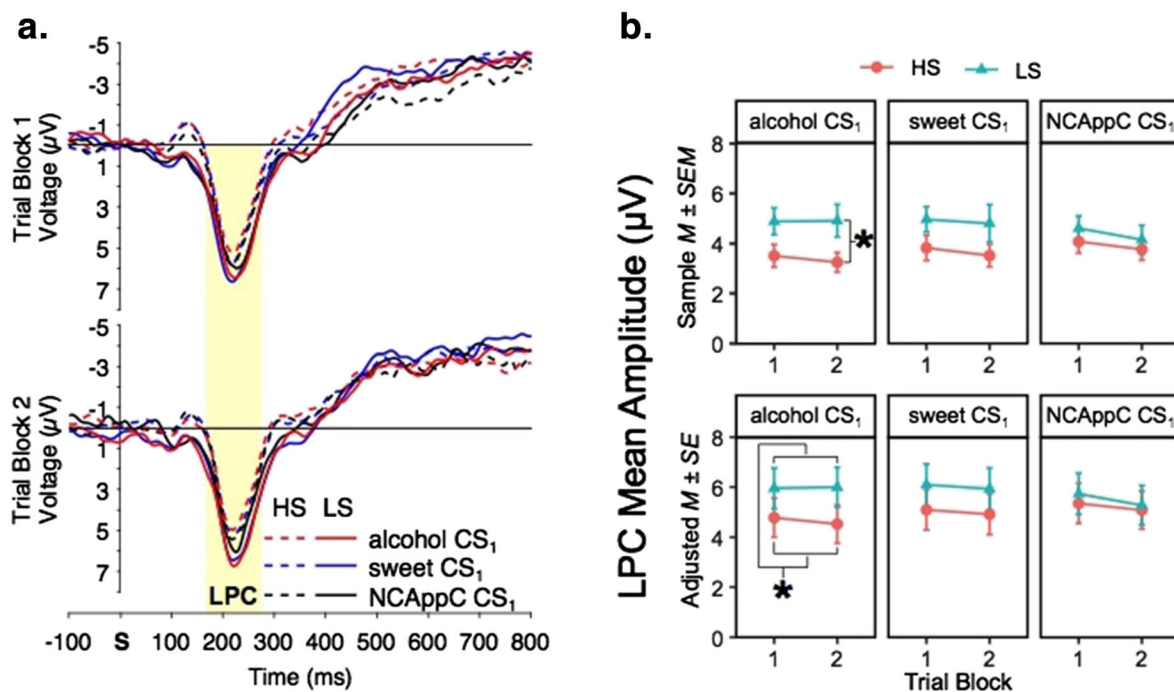 a.
Trial Block 1
Voltage (μV)
-5
-3
-1
1
3
5
7
Trial Block 2
Voltage (μV)
-5
-3
1
1
3
5
7
HS LS
alcohol CS1
sweet CS1
NCAppC CS1
LPC
-100 S 100 200 300 400 500 600 700 800
Time (ms)
b.
HS LS
LPC Mean Amplitude (μV)
Sample M ± SEM
alcohol CS1 sweet CS1 NCAppC CS1
8
6
4
2
0
*
1 2 1 2 1 2
Adjusted M ± SE
alcohol CS1 sweet CS1 NCAppC CS1
8
6
4
2
0
*
1 2 1 2 1 2
Trial Block